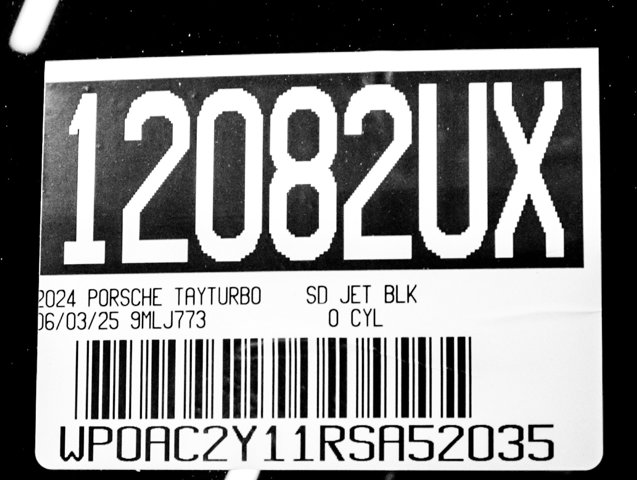 12082UX
2024 PORSCHE TAYTURBO SD JET BLK
06/03/25 9MLJ773 0 CYL
WP0AC2Y11RSA52035